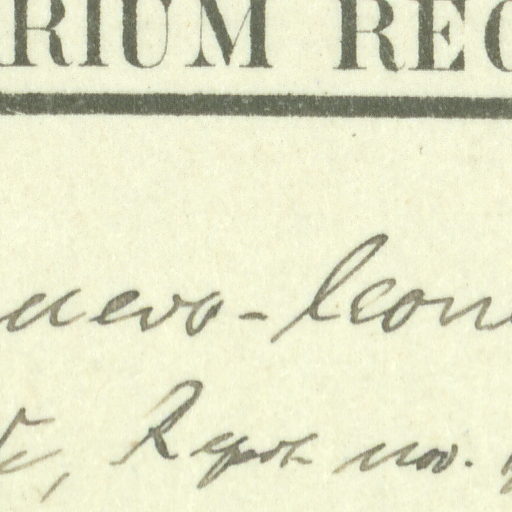 RIUM REC
uevo-leon
, Rept. nov.